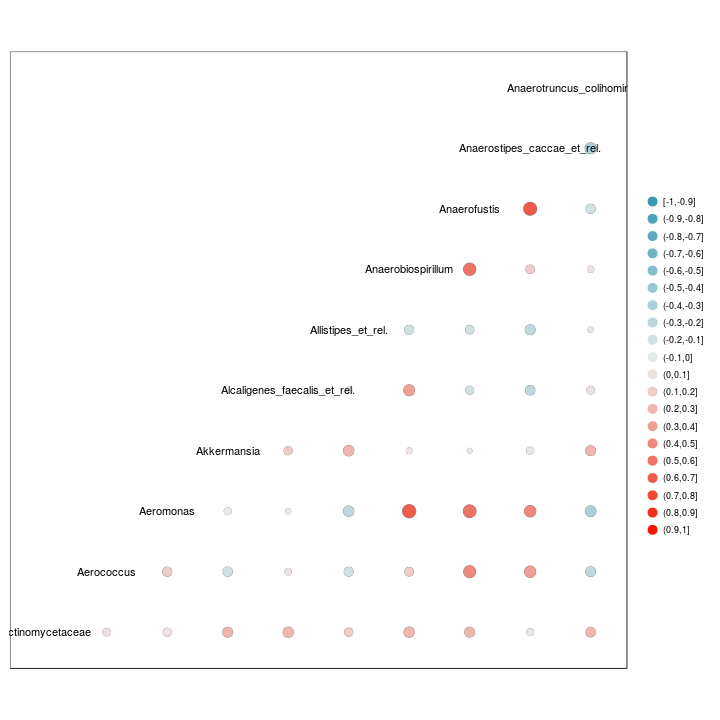 Anaerotruncus_colihomir
Anaerostipes_caccae_et_rel.
Anaerofustis
Anaerobiospirillum
Allistipes_et_rel.
Alcaligenes_faecalis_et_rel.
Akkermansia
Aeromonas
Aerococcus
ctinomycetaceae
[-1,-0.9]
(-0.9,-0.8]
(-0.8,-0.7]
(-0.7,-0.6]
(-0.6,-0.5]
(-0.5,-0.4]
(-0.4,-0.3]
(-0.3,-0.2]
(-0.2,-0.1]
(-0.1,0]
(0,0.1]
(0.1,0.2]
(0.2,0.3]
(0.3,0.4]
(0.4,0.5]
(0.5,0.6]
(0.6,0.7]
(0.7,0.8]
(0.8,0.9]
(0.9,1]